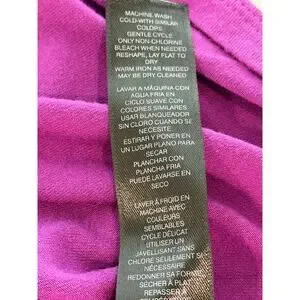 MACHINE WASH
COLD-WITH SIMILAR
COLORS
GENTLE CYCLE
ONLY NON-CHLORINE
BLEACH WHEN NEEDED
RESHAPE, LAY FLAT TO
DRY
WARM IRON AS NEEDED
MAY BE DRY CLEANED
LAVAR A MÁQUINA CON
AGUA FRIA EN
CICLO SUAVE CON
COLORES SIMILARES
USAR BLANQUEADOR
SIN CLORO CUANDO SE
NECESITE
ESTIRAR Y PONER EN
UN LUGAR PLANO PARA
SECAR
PLANCHAR CON
PLANCHA FRIA
PUEDE LAVARSE EN
SECO
LAVER À FROID EN
MACHINE AVEC
COULEURS
SEMBLABLES
CYCLE DÉLICAT
UTILISER UN
JAVELLISANT SANS
CHLORE SEULEMENT SI
NÉCESSAIRE
REDONNER SA FORME,
SÉCHER À PLAT
REPASSER À